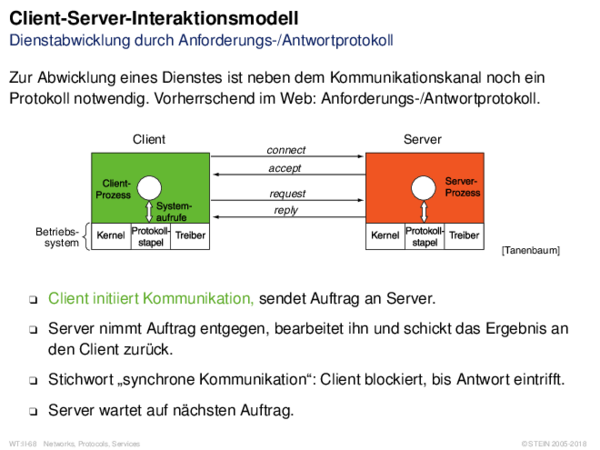 Client-Server-Interaktionsmodell
Dienstabwicklung durch Anforderungs-/Antwortprotokoll
Zur Abwicklung eines Dienstes ist neben dem Kommunikationskanal noch ein
Protokoll notwendig. Vorherrschend im Web: Anforderungs-/Antwortprotokoll.
Client
Server
connect
accept
request
reply
Client-
Prozess
System-
aufrufe
Server-
Prozess
Betriebs-
system
Kernel
Protokoll-
stapel
Treiber
Kernel
Protokoll-
stapel
Treiber
[Tanenbaum]
❑ Client initiiert Kommunikation, sendet Auftrag an Server.
❑ Server nimmt Auftrag entgegen, bearbeitet ihn und schickt das Ergebnis an
den Client zurück.
❑ Stichwort „synchrone Kommunikation“: Client blockiert, bis Antwort eintrifft.
❑ Server wartet auf nächsten Auftrag.
WT:II-68 Networks, Protocols, Services
© STEIN 2005-2018